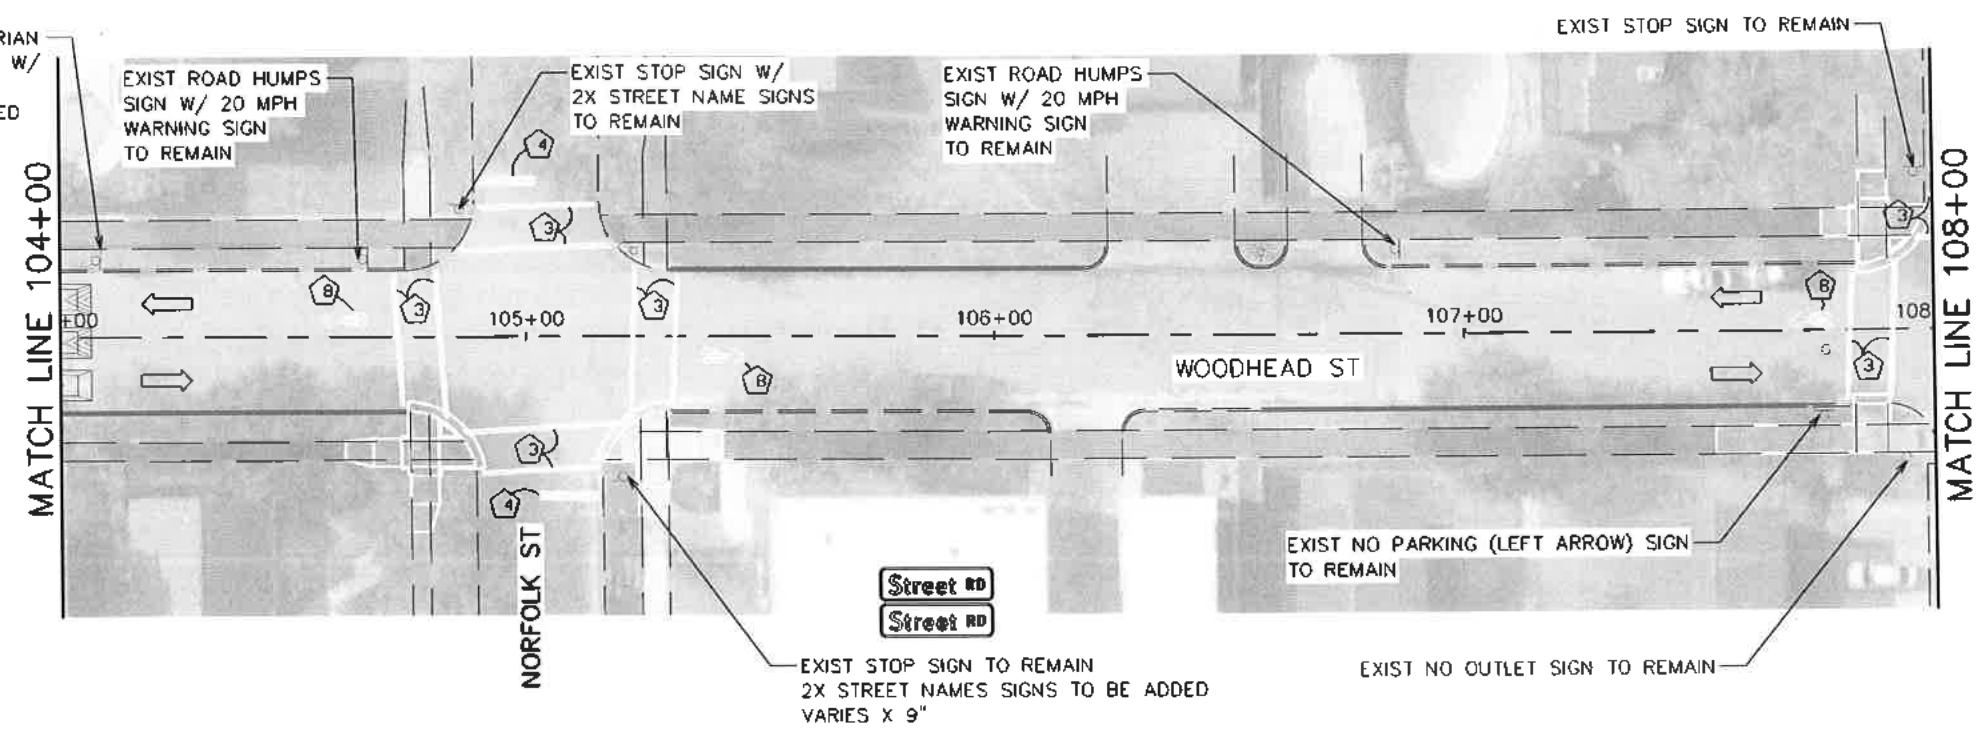 RIAN
W/
ED
EXIST ROAD HUMPS
SIGN W/ 20 MPH
WARNING SIGN
TO REMAIN
EXIST STOP SIGN W/
2X STREET NAME SIGNS
TO REMAIN
EXIST ROAD HUMPS
SIGN W/ 20 MPH
WARNING SIGN
TO REMAIN
EXIST STOP SIGN TO REMAIN
MATCH LINE 104+00
MATCH LINE 108+00
4
3
3
8
3
3
8
+00
105+00
106+00
107+00
108
WOODHEAD ST
8
3
3
4
NORFOLK ST
Street RD
Street RD
EXIST STOP SIGN TO REMAIN
2X STREET NAMES SIGNS TO BE ADDED
VARIES X 9"
EXIST NO PARKING (LEFT ARROW) SIGN
TO REMAIN
EXIST NO OUTLET SIGN TO REMAIN